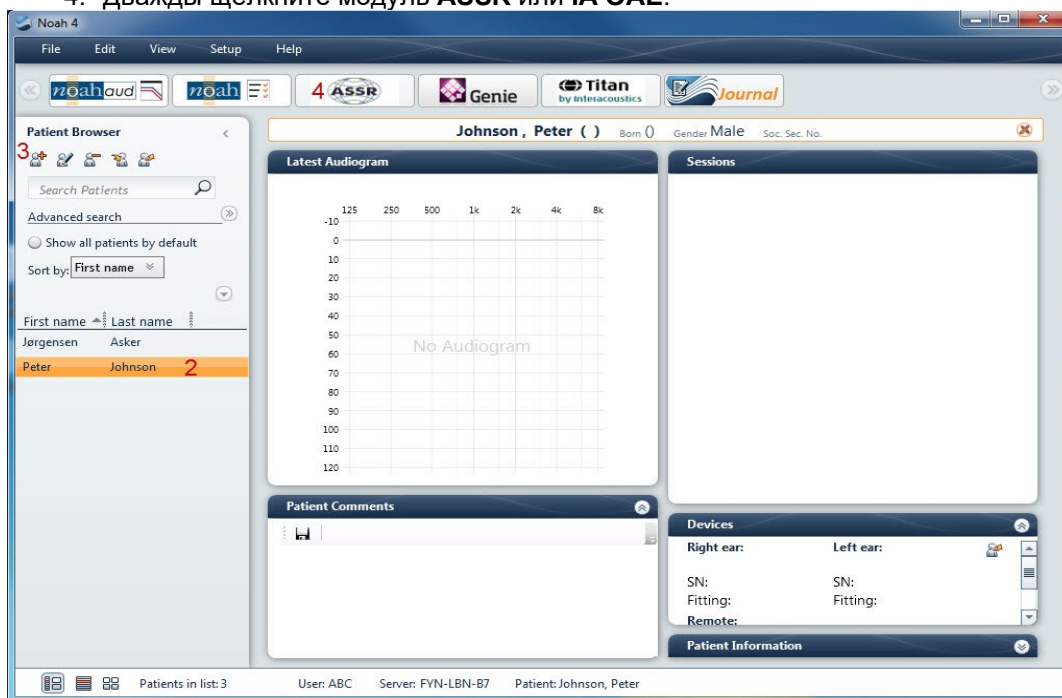 4. Дважды щелкните модуль ASSR или IA OAE.
Noah 4
File Edit View Setup Help
noah aud noah 4 ASSR Genie Titan by Interacoustics Journal
Patient Browser
3
Search Patients
Advanced search
Show all patients by default
Sort by: First name
First name Last name
Jørgensen Asker
Peter Johnson 2
Johnson , Peter ( ) Born () Gender Male Soc. Sec. No.
Latest Audiogram
125 250 500 1k 2k 4k 8k
-10
0
10
20
30
40
50
60
70
80
90
100
110
120
No Audiogram
Sessions
Patient Comments
Devices
Right ear: Left ear:
SN: SN:
Fitting: Fitting:
Remote:
Patient Information
Patients in list: 3 User: ABC Server: FYN-LBN-B7 Patient: Johnson, Peter